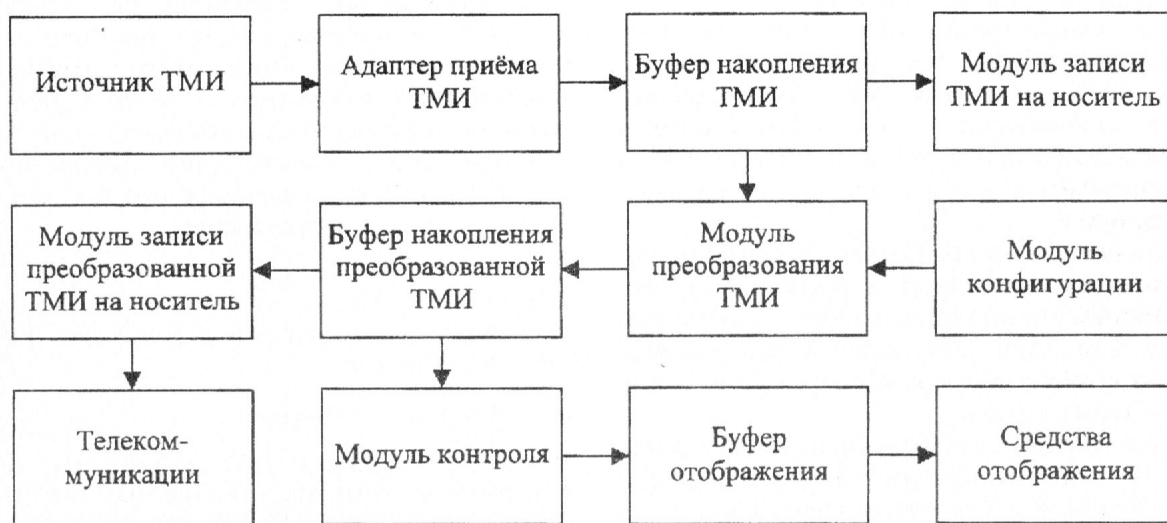 Источник ТМИ
Адаптер приёма
ТМИ
Буфер накопления
ТМИ
Модуль записи
ТМИ на носитель
Модуль записи
преобразованной
ТМИ на носитель
Буфер накопления
преобразованной
ТМИ
Модуль
преобразования
ТМИ
Модуль
конфигурации
Телеком-
муникации
Модуль контроля
Буфер
отображения
Средства
отображения